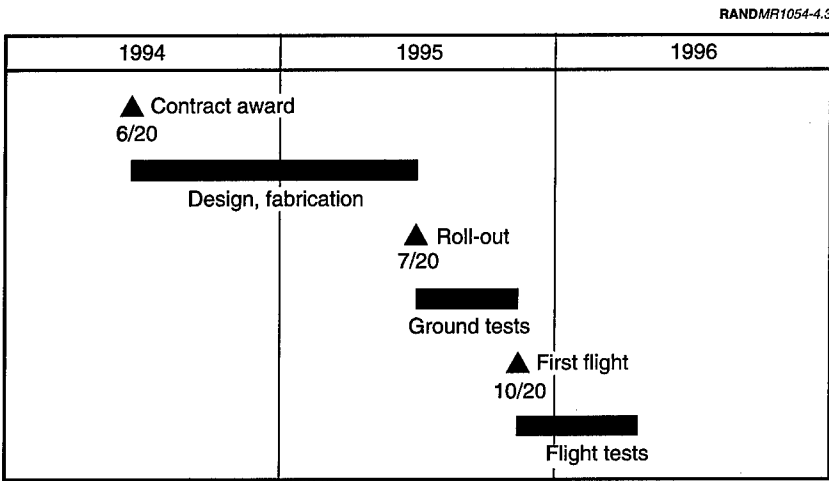 RANDMR1054-4.3
1994 1995 1996
Contract award
6/20
Design, fabrication
Roll-out
7/20
Ground tests
First flight
10/20
Flight tests